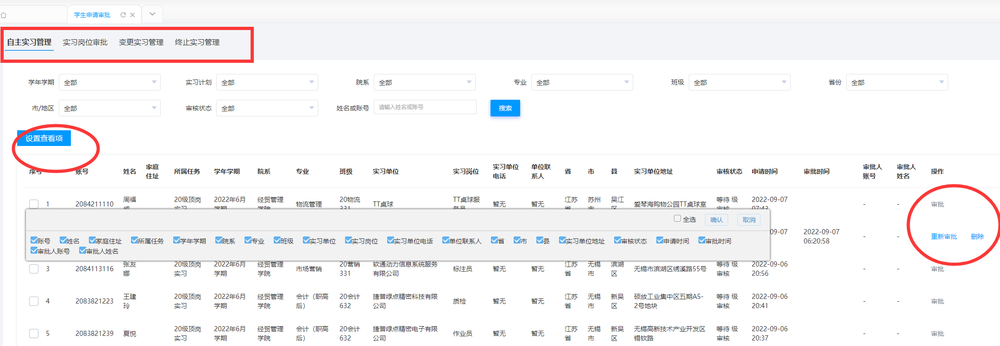 学生申请审批
自主实习管理 实习岗位审批 变更实习管理 终止实习管理
学年学期 全部 实习计划 全部 院系 全部 专业 全部 班级 全部 省份 全部
市/地区 全部 审核状态 全部 姓名或账号 请输入姓名或账号 搜索
设置查看项
序号 账号 姓名 家庭住址 所属任务 学年学期 院系 专业 班级 实习单位 实习岗位 实习单位电话 单位联系人 省 市 县 实习单位地址 审核状态 申请时间 审批时间 审批人账号 审批人姓名 操作
1 2084211110 周福成 20级顶岗实习 2022年6月学期 经贸管理学院 物流管理 20物流331 TT桌球 TT桌球服务员 暂无 暂无 江苏省 苏州市 吴江区 爱琴海购物公园TT桌球室 等待 级审核 2022-09-07 07:43 - - 审批
全选 确认 取消
账号 姓名 家庭住址 所属任务 学年学期 院系 专业 班级 实习单位 实习岗位 实习单位电话 单位联系人 省 市 县 实习单位地址 审核状态 申请时间 审批时间
审批人账号 审批人姓名
07 2022-09-07 06:20:58 - - 重新审批 删除
3 2084113116 张友娜 20级顶岗实习 2022年6月学期 经贸管理学院 市场营销 20营销331 软通动力信息系统服务有限公司 标注员 暂无 暂无 江苏省 无锡市 滨湖区 无锡市滨湖区绣溪路55号 等待 级审核 2022-09-06 20:56 - - 审批
4 2083821223 王建玲 20级顶岗实习 2022年6月学期 经贸管理学院 会计（职高后） 20会计632 捷普绿点精密科技有限公司 质检 暂无 暂无 江苏省 无锡市 新吴区 硕放工业集中区五期A5-2号地块 等待 级审核 2022-09-06 20:41 - - 审批
5 2083821239 夏悦 20级顶岗实习 2022年6月学期 经贸管理学院 会计（职高后） 20会计632 捷普绿点精密电子有限公司 作业员 暂无 暂无 江苏省 无锡市 新吴区 无锡高新技术产业开发区锡钦路 等待 级审核 2022-09-06 20:37 - - 审批